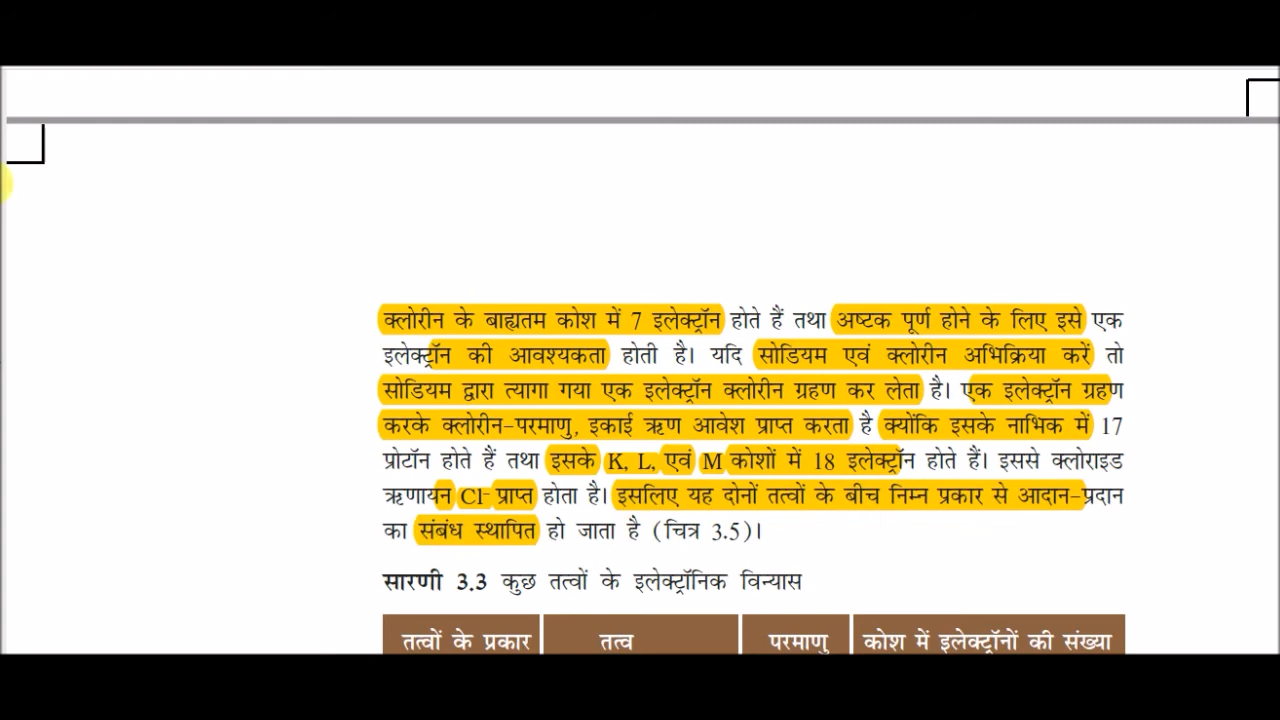 क्लोरीन के बाह्यतम कोश में 7 इलेक्ट्रॉन होते हैं तथा अष्टक पूर्ण होने के लिए इसे एक
इलेक्ट्रॉन की आवश्यकता होती है। यदि सोडियम एवं क्लोरीन अभिक्रिया करें तो
सोडियम द्वारा त्यागा गया एक इलेक्ट्रॉन क्लोरीन ग्रहण कर लेता है। एक इलेक्ट्रॉन ग्रहण
करके क्लोरीन-परमाणु, इकाई ऋण आवेश प्राप्त करता है क्योंकि इसके नाभिक में 17
प्रोटॉन होते हैं तथा इसके K, L, एवं M कोशों में 18 इलेक्ट्रॉन होते हैं। इससे क्लोराइड
ऋणायन Cl⁻ प्राप्त होता है। इसलिए यह दोनों तत्वों के बीच निम्न प्रकार से आदान-प्रदान
का संबंध स्थापित हो जाता है (चित्र 3.5)।
सारणी 3.3 कुछ तत्वों के इलेक्ट्रॉनिक विन्यास
तत्वों के प्रकार तत्व परमाणु कोश में इलेक्ट्रॉनों की संख्या